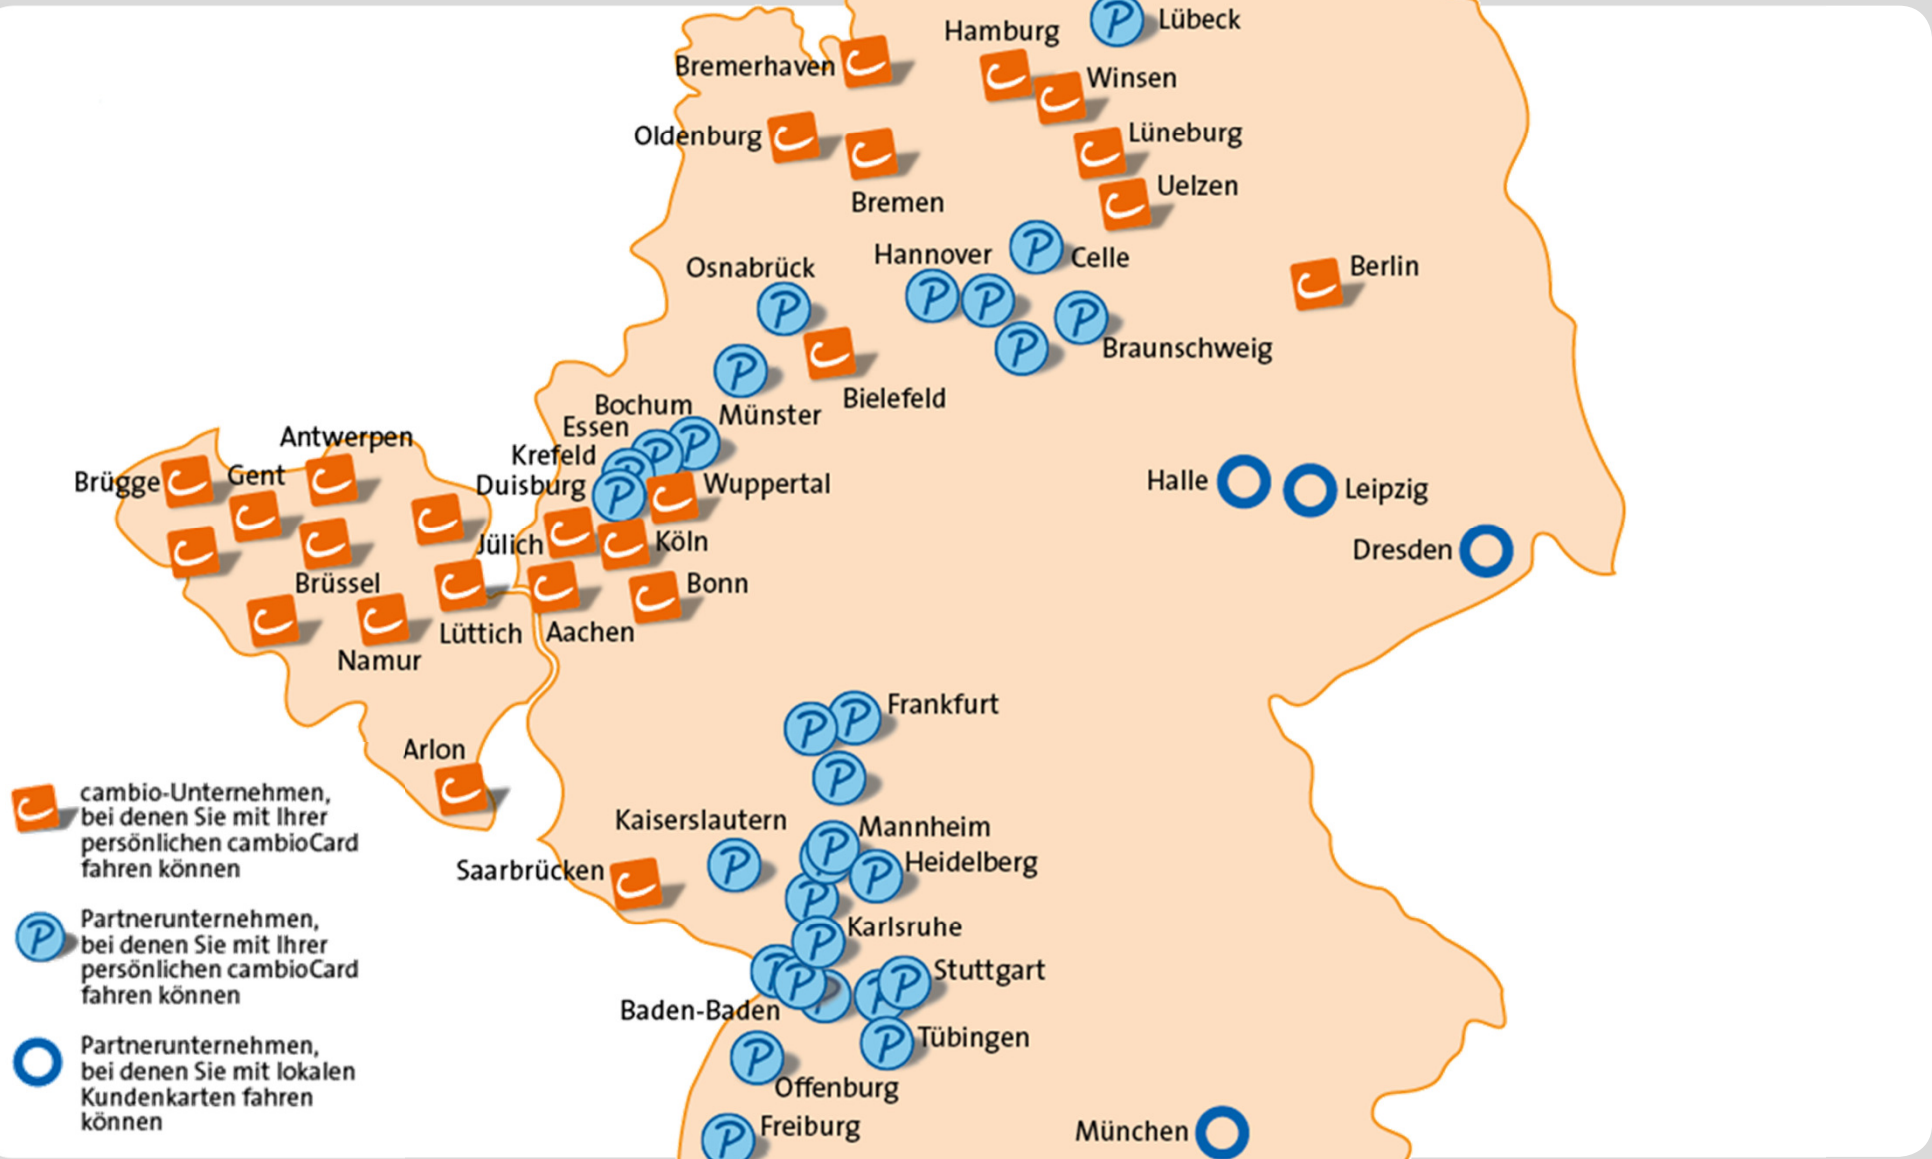 Lübeck
Hamburg
Bremerhaven
Winsen
Oldenburg
Lüneburg
Bremen
Uelzen
Hannover
Celle
Osnabrück
Berlin
Braunschweig
Bielefeld
Münster
Bochum
Essen
Antwerpen
Krefeld
Brügge
Gent
Duisburg
Wuppertal
Halle
Leipzig
Jülich
Köln
Dresden
Brüssel
Bonn
Lüttich
Aachen
Namur
Frankfurt
Arlon
Kaiserslautern
Mannheim
Heidelberg
Saarbrücken
Karlsruhe
Stuttgart
Baden-Baden
Tübingen
Offenburg
Freiburg
München
cambio-Unternehmen,
bei denen Sie mit Ihrer
persönlichen cambioCard
fahren können
Partnerunternehmen,
bei denen Sie mit Ihrer
persönlichen cambioCard
fahren können
Partnerunternehmen,
bei denen Sie mit lokalen
Kundenkarten fahren
können